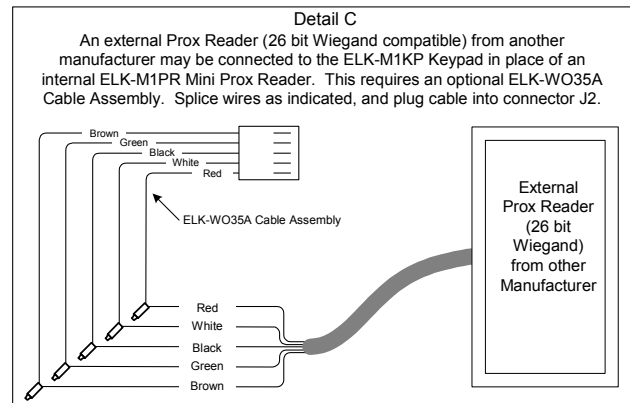 Detail C
An external Prox Reader (26 bit Wiegand compatible) from another
manufacturer may be connected to the ELK-M1KP Keypad in place of an
internal ELK-M1PR Mini Prox Reader.  This requires an optional ELK-WO35A
Cable Assembly.  Splice wires as indicated, and plug cable into connector J2.
Brown
Green
Black
White
Red
ELK-WO35A Cable Assembly
External
Prox Reader
(26 bit
Wiegand)
from other
Manufacturer
Red
White
Black
Green
Brown